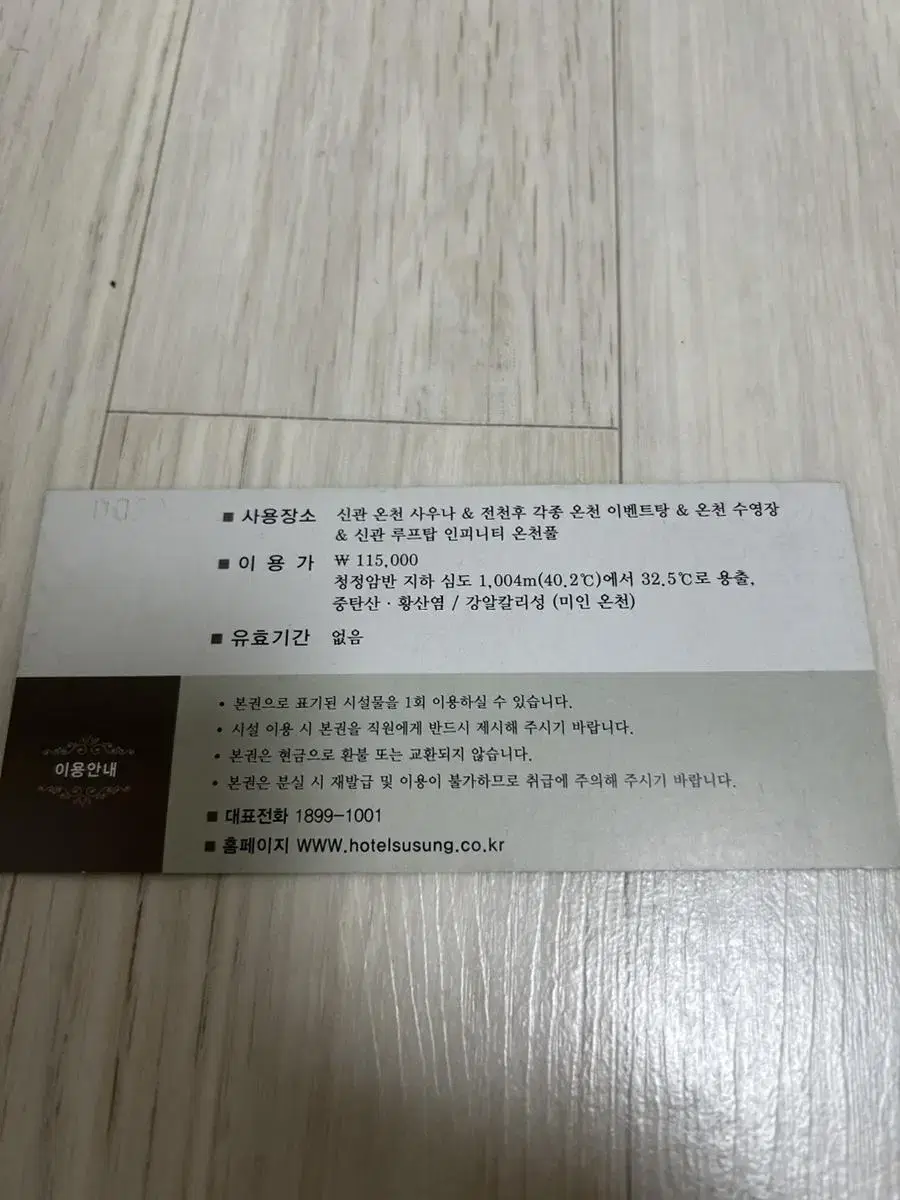 ■ 사용장소 신관 온천 사우나 & 전천후 각종 온천 이벤트탕 & 온천 수영장
& 신관 루프탑 인피니티 온천풀
■ 이 용 가 ₩ 115,000
청정암반 지하 심도 1,004m(40.2℃)에서 32.5℃로 용출,
중탄산 · 황산염 / 강알칼리성 (미인 온천)
■ 유효기간 없음
이용안내
• 본권으로 표기된 시설물을 1회 이용하실 수 있습니다.
• 시설 이용 시 본권을 직원에게 반드시 제시해 주시기 바랍니다.
• 본권은 현금으로 환불 또는 교환되지 않습니다.
• 본권은 분실 시 재발급 및 이용이 불가하므로 취급에 주의해 주시기 바랍니다.
■ 대표전화 1899-1001
■ 홈페이지 WWW.hotelsusung.co.kr